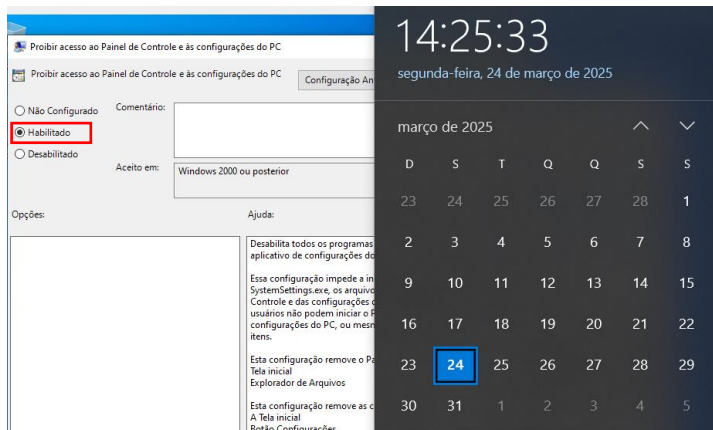 Proibir acesso ao Painel de Controle e às configurações do PC
Proibir acesso ao Painel de Controle e às configurações do PC
Configuração An
Não Configurado
Habilitado
Desabilitado
Comentário:
Aceito em:
Windows 2000 ou posterior
Opções:
Ajuda:
Desabilita todos os programas
aplicativo de configurações do
Essa configuração impede a in
SystemSettings.exe, os arquivo
Controle e das configurações
usuários não podem iniciar o P
configurações do PC, ou mesn
itens.
Esta configuração remove o Pa
Tela inicial
Explorador de Arquivos
Esta configuração remove as c
A Tela inicial
Botão Configurações
14:25:33
segunda-feira, 24 de março de 2025
março de 2025
D S T Q Q S S
23 24 25 26 27 28 1
2 3 4 5 6 7 8
9 10 11 12 13 14 15
16 17 18 19 20 21 22
23 24 25 26 27 28 29
30 31 1 2 3 4 5